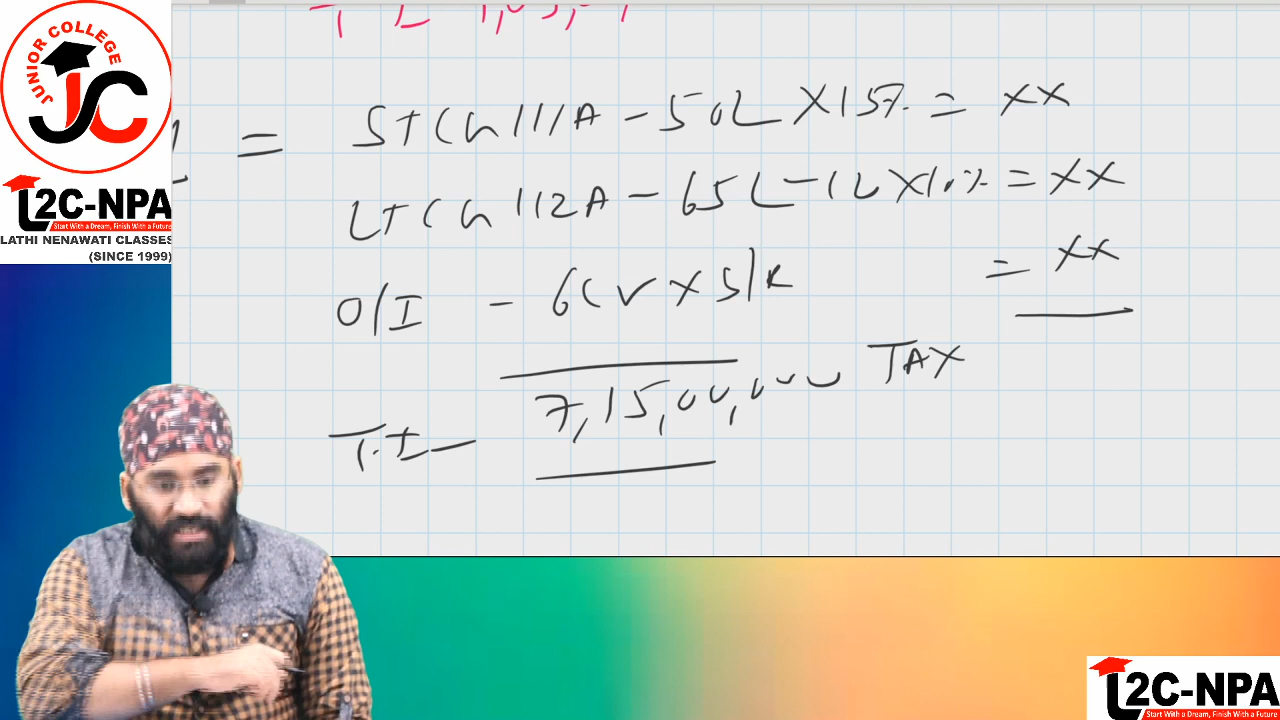 JUNIOR COLLEGE
JC
L2C-NPA
Start With a Dream, Finish With a Future
LATHI NENAWATI CLASSES
(SINCE 1999)
= STCG 111A - 50L X 15% = XX
LTCG 112A - 65L - 1L X 10% = XX
O/I - 6Cr X S/R = XX
T.I - 7,15,00,000 TAX
L2C-NPA
Start With a Dream, Finish With a Future